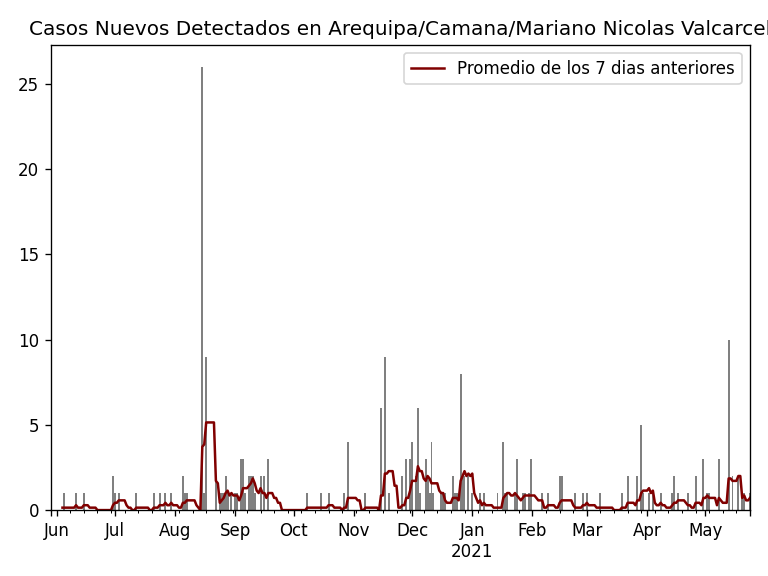 Casos Nuevos Detectados en Arequipa/Camana/Mariano Nicolas Valcarcel
Promedio de los 7 dias anteriores
25
20
15
10
5
0
Jun Jul Aug Sep Oct Nov Dec Jan Feb Mar Apr May
2021